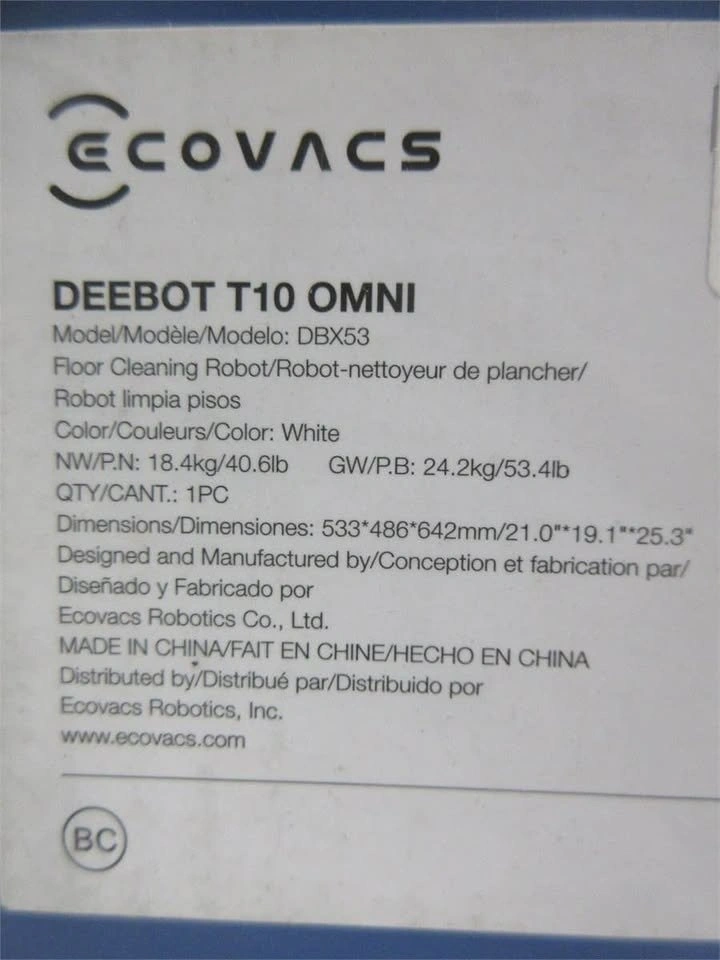 ECOVACS
DEEBOT T10 OMNI
Model/Modèle/Modelo: DBX53
Floor Cleaning Robot/Robot-nettoyeur de plancher/
Robot limpia pisos
Color/Couleurs/Color: White
NW/P.N: 18.4kg/40.6lb GW/P.B: 24.2kg/53.4lb
QTY/CANT.: 1PC
Dimensions/Dimensiones: 533*486*642mm/21.0"*19.1"*25.3"
Designed and Manufactured by/Conception et fabrication par/
Diseñado y Fabricado por
Ecovacs Robotics Co., Ltd.
MADE IN CHINA/FAIT EN CHINE/HECHO EN CHINA
Distributed by/Distribué par/Distribuido por
Ecovacs Robotics, Inc.
www.ecovacs.com
BC